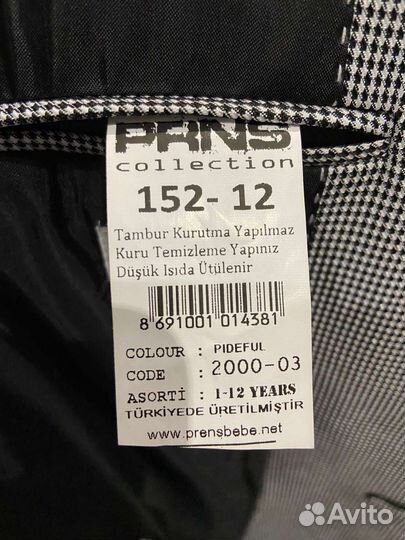 PRNS
collection
152- 12
Tambur Kurutma Yapılmaz
Kuru Temizleme Yapınız
Düşük Isıda Ütülenir
8 691001 014381
COLOUR : PIDEFUL
CODE : 2000-03
ASORTİ : 1-12 YEARS
TÜRKİYEDE ÜRETİLMİŞTİR
www.prensbebe.net
Avito